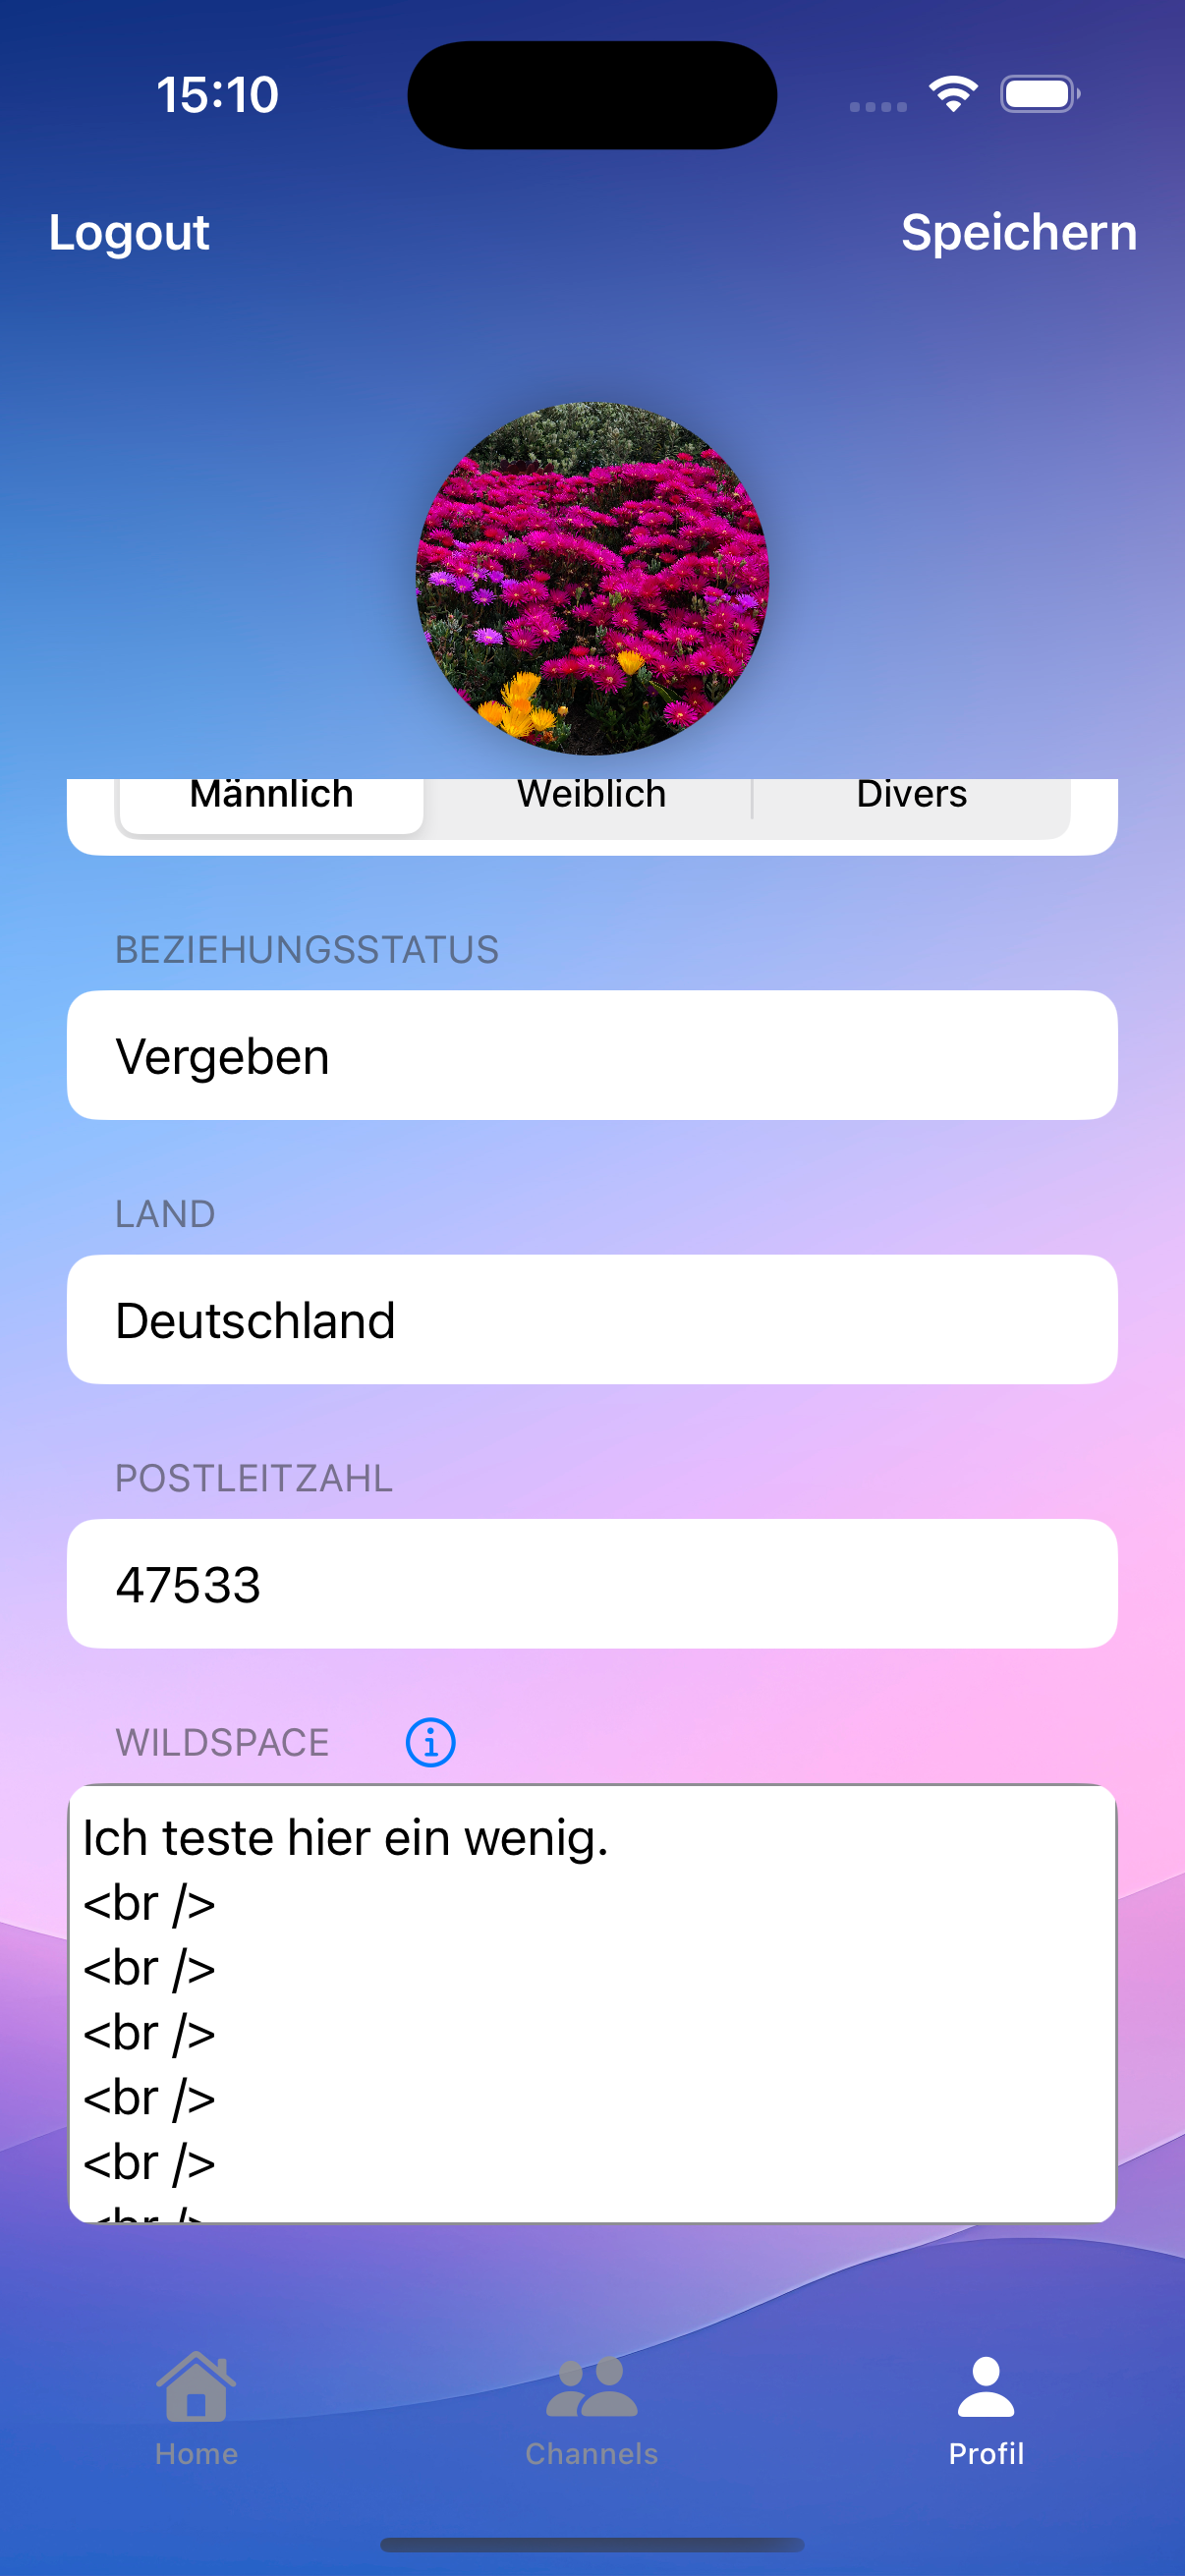 15:10
Logout Speichern
Männlich Weiblich Divers
BEZIEHUNGSSTATUS
Vergeben
LAND
Deutschland
POSTLEITZAHL
47533
WILDSPACE
Ich teste hier ein wenig.
<br />
<br />
<br />
<br />
<br />
<br />
Home Channels Profil